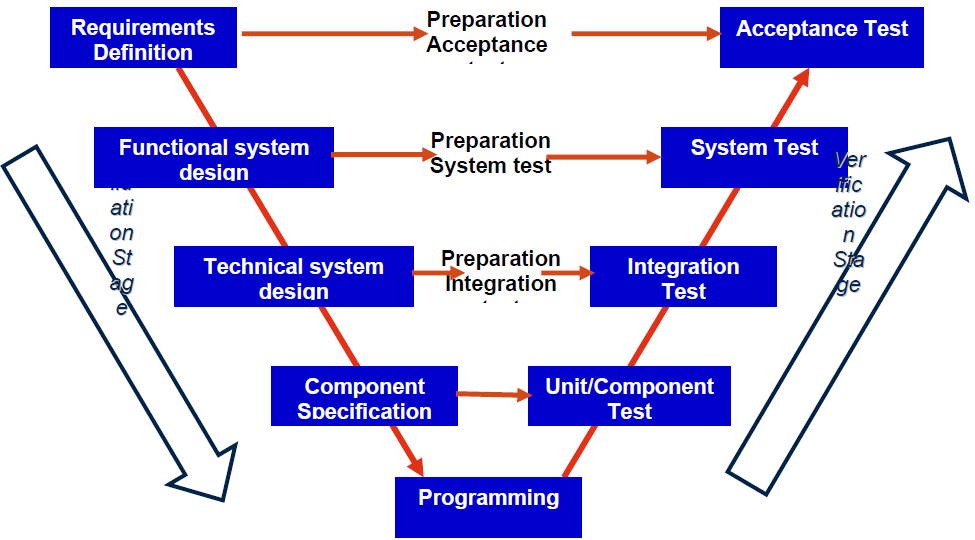 Requirements
Definition
Preparation
Acceptance
Acceptance Test
Functional system
design
Preparation
System test
System Test
ati
on
St
ag
e
Ver
ific
atio
n
Sta
ge
Technical system
design
Preparation
Integration
Integration
Test
Component
Specification
Unit/Component
Test
Programming